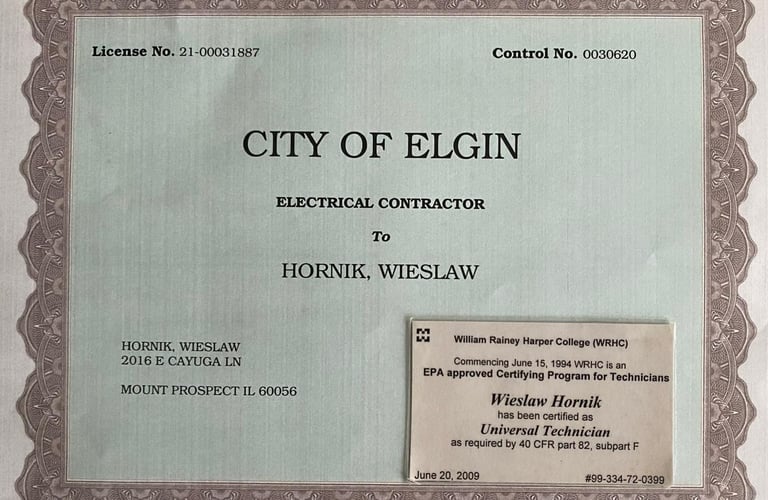 License No. 21-00031887 Control No. 0030620
CITY OF ELGIN
ELECTRICAL CONTRACTOR
To
HORNIK, WIESLAW
HORNIK, WIESLAW
2016 E CAYUGA LN
MOUNT PROSPECT IL 60056
William Rainey Harper College (WRHC)
Commencing June 15, 1994 WRHC is an
EPA approved Certifying Program for Technicians
Wieslaw Hornik
has been certified as
Universal Technician
as required by 40 CFR part 82, subpart F
June 20, 2009 #99-334-72-0399